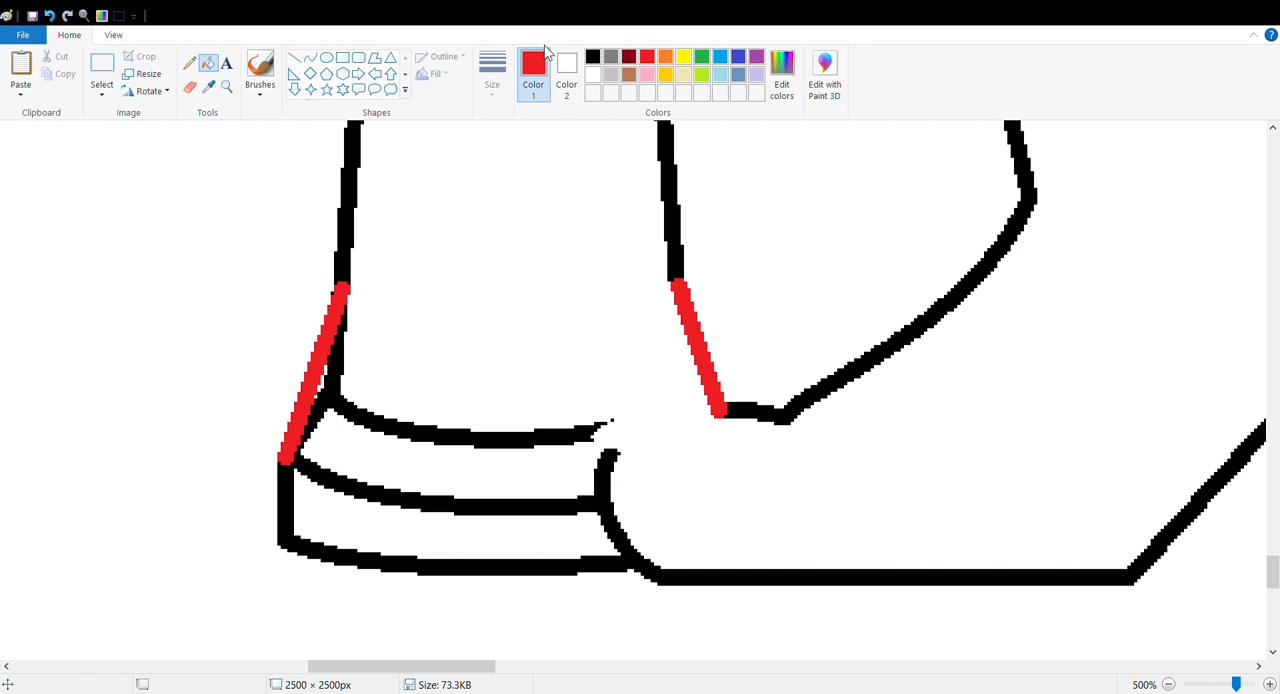 File Home View
Paste
Cut
Copy
Clipboard
Select
Crop
Resize
Rotate
Image
A
Tools
Brushes
Outline
Fill
Shapes
Size
Color
1
Color
2
Edit
colors
Edit with
Paint 3D
Colors
2500 × 2500px
Size: 73.3KB
500%